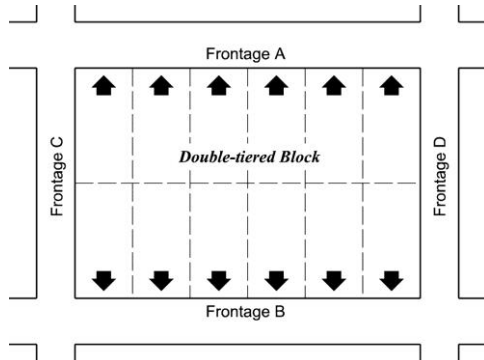 Frontage A
Frontage C
Double-tiered Block
Frontage D
Frontage B